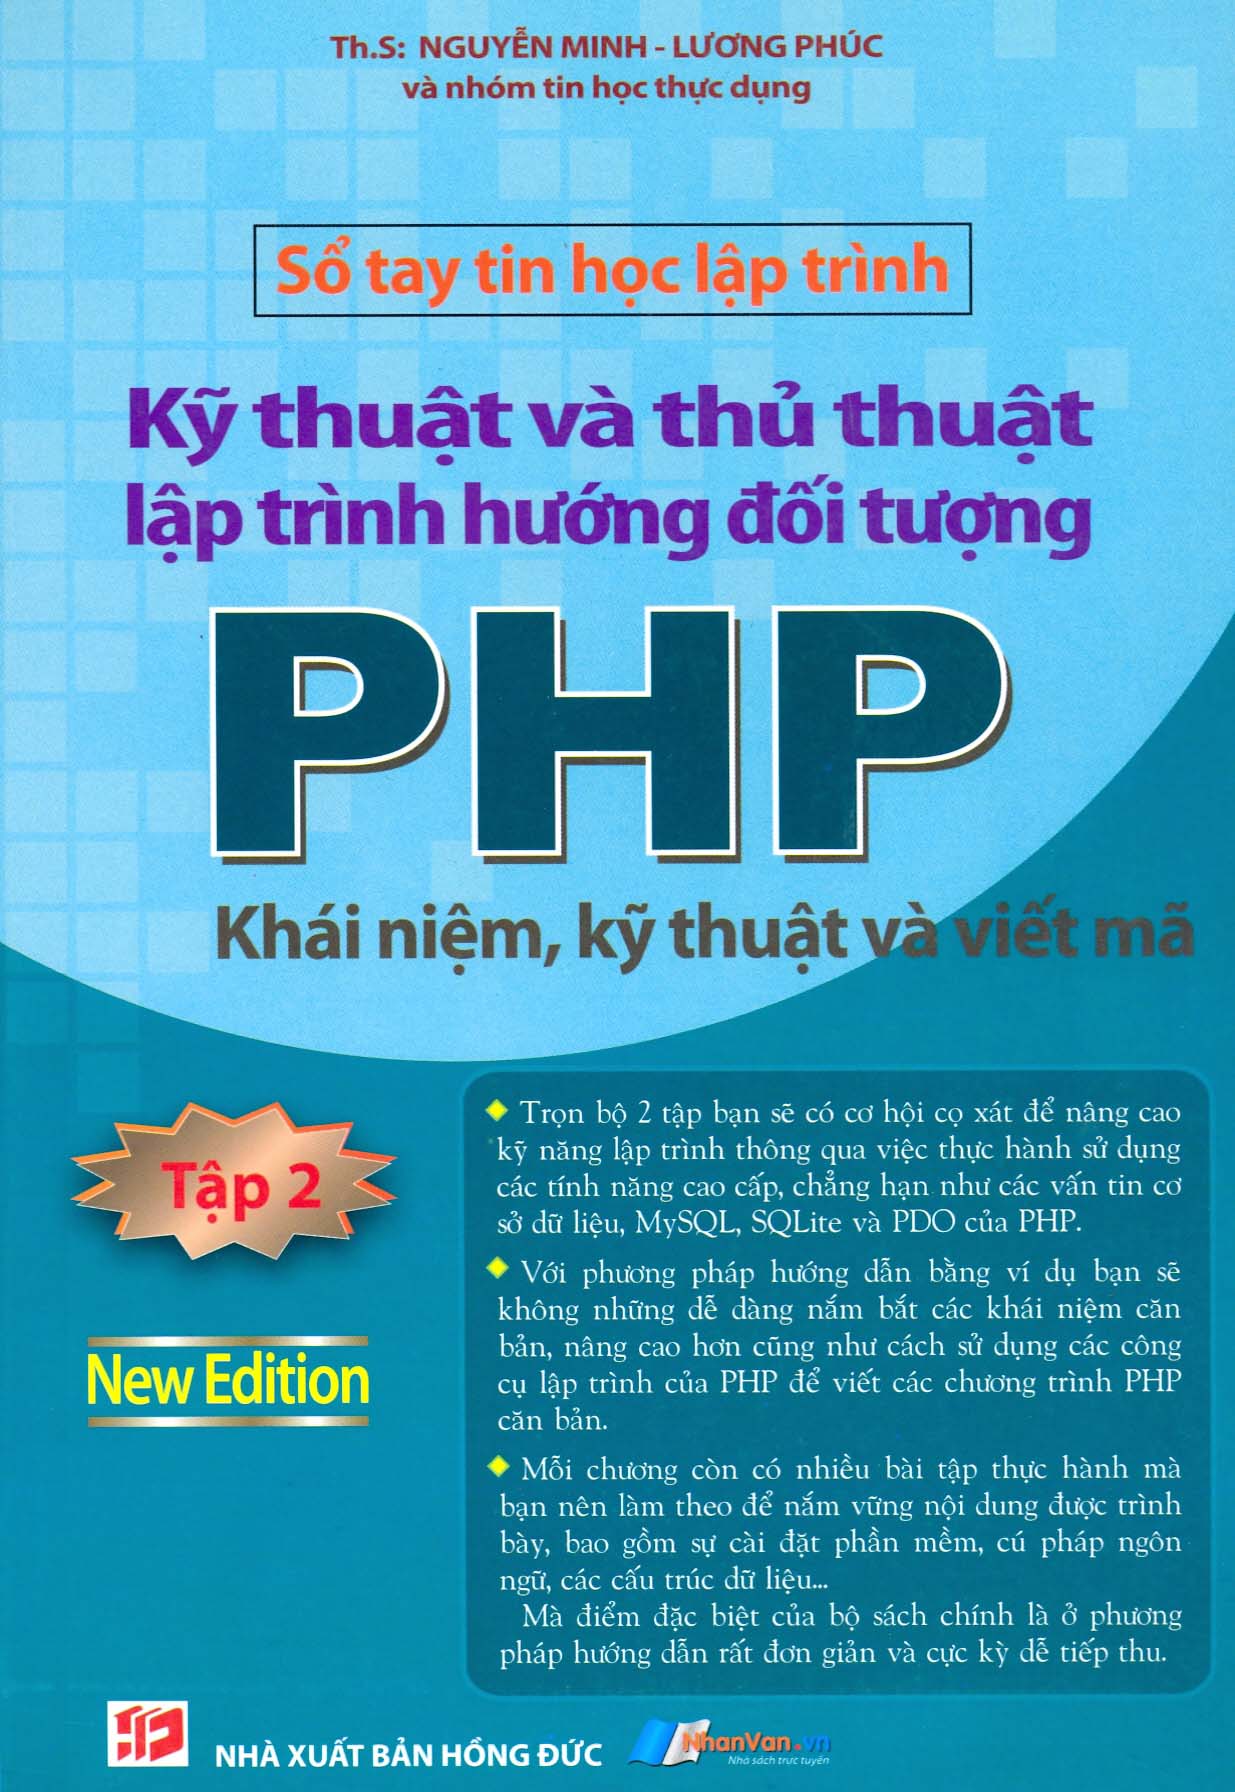 Th.S: NGUYỄN MINH - LƯƠNG PHÚC
và nhóm tin học thực dụng
Sổ tay tin học lập trình
Kỹ thuật và thủ thuật
lập trình hướng đối tượng
PHP
Khái niệm, kỹ thuật và viết mã
Tập 2
New Edition
Trọn bộ 2 tập bạn sẽ có cơ hội cọ xát để nâng cao
kỹ năng lập trình thông qua việc thực hành sử dụng
các tính năng cao cấp, chẳng hạn như các vấn tin cơ
sở dữ liệu, MySQL, SQLite và PDO của PHP.
Với phương pháp hướng dẫn bằng ví dụ bạn sẽ
không những dễ dàng nắm bắt các khái niệm căn
bản, nâng cao hơn cũng như cách sử dụng các công
cụ lập trình của PHP để viết các chương trình PHP
căn bản.
Mỗi chương còn có nhiều bài tập thực hành mà
bạn nên làm theo để nắm vững nội dung được trình
bày, bao gồm sự cài đặt phần mềm, cú pháp ngôn
ngữ, các cấu trúc dữ liệu...
Mà điểm đặc biệt của bộ sách chính là ở phương
pháp hướng dẫn rất đơn giản và cực kỳ dễ tiếp thu.
NHÀ XUẤT BẢN HỒNG ĐỨC
NhanVan.vn
Nhà sách trực tuyến